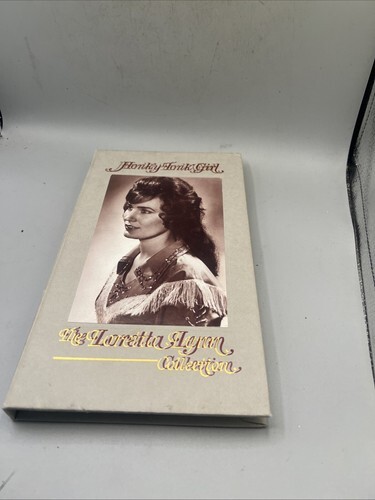 Honky Tonk Girl
The Loretta Lynn
Collection